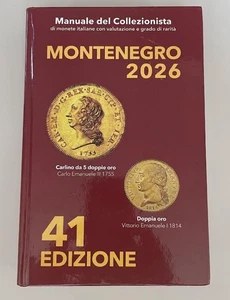 Manuale del Collezionista
di monete italiane con valutazione e grado di rarità
MONTENEGRO
2026
1755
Carlino da 5 doppie oro
Carlo Emanuele III 1755
Doppia oro
Vittorio Emanuele I 1814
41
EDIZIONE